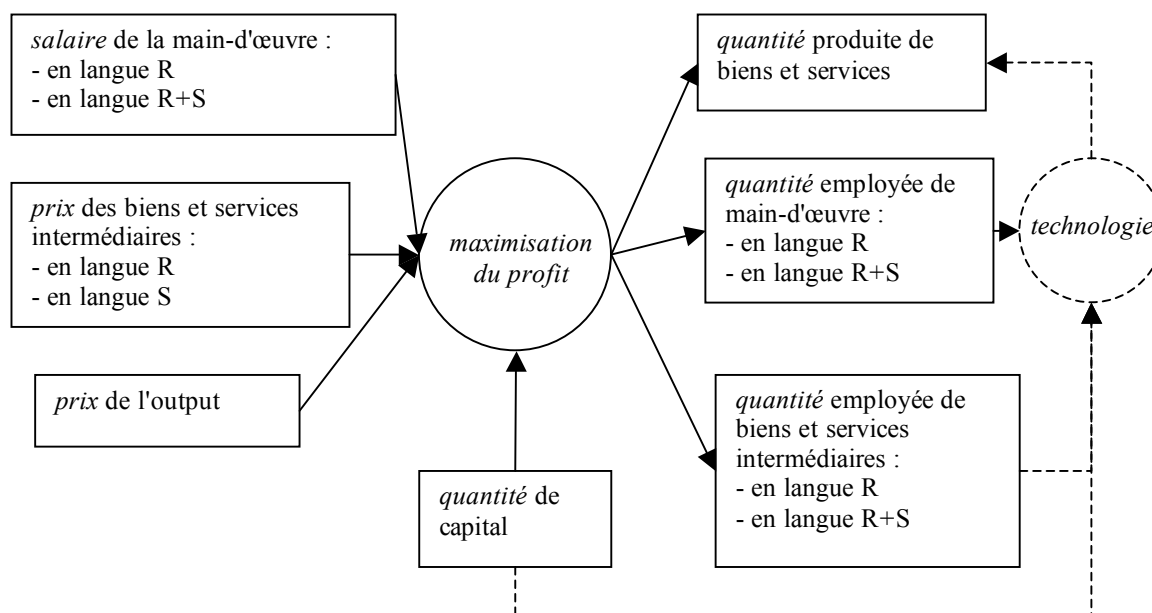 salaire de la main-d'œuvre :
- en langue R
- en langue R+S
prix des biens et services
intermédiaires :
- en langue R
- en langue S
prix de l'output
maximisation
du profit
quantité de
capital
quantité produite de
biens et services
quantité employée de
main-d'œuvre :
- en langue R
- en langue R+S
quantité employée de
biens et services
intermédiaires :
- en langue R
- en langue R+S
technologie